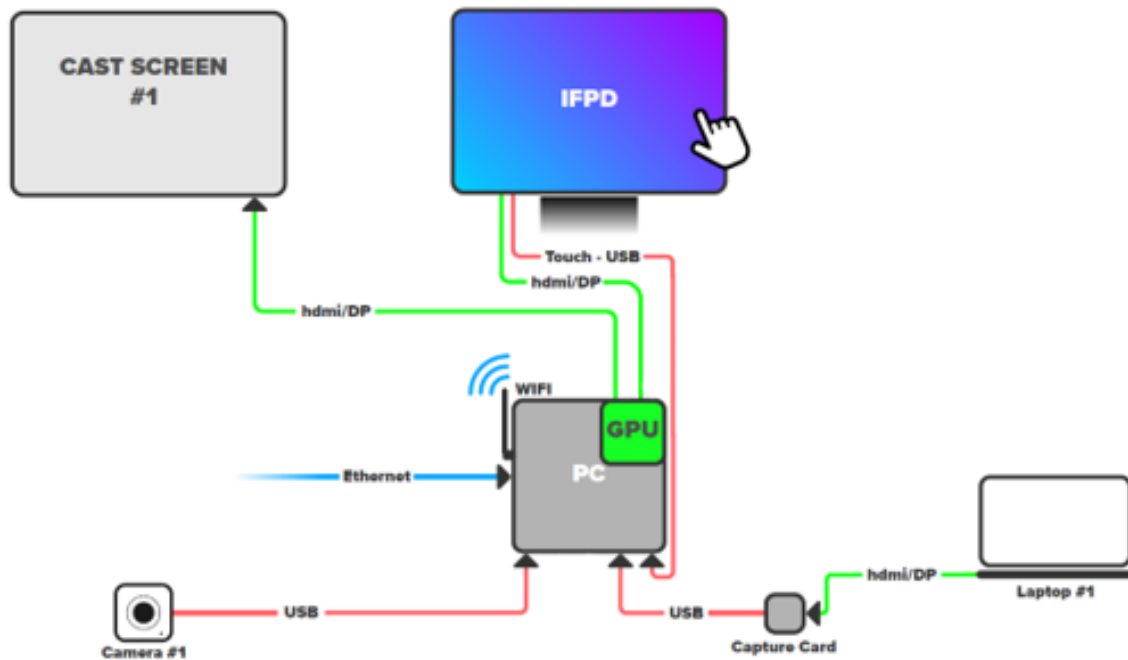 CAST SCREEN
#1
IFPD
Touch - USB
hdmi/DP
hdmi/DP
WIFI
GPU
PC
Ethernet
hdmi/DP
Laptop #1
USB
USB
Capture Card
Camera #1